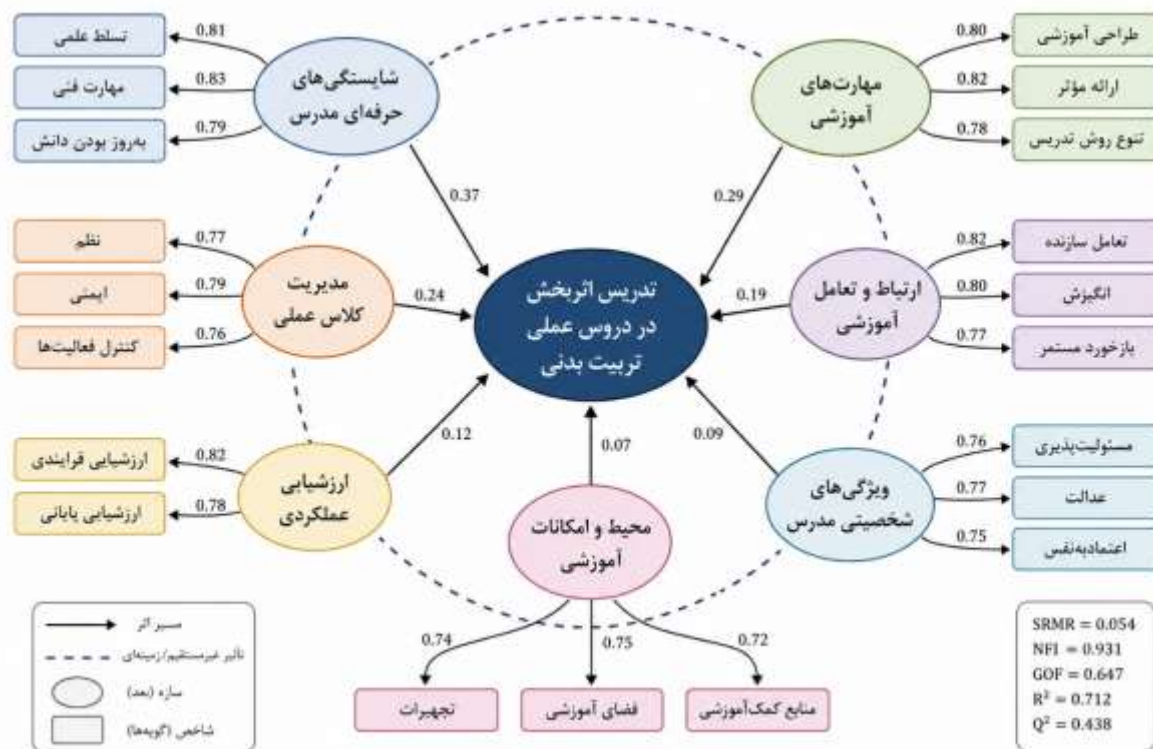 تسلط علمی
0.81
مهارت فنی
0.83
به‌روز بودن دانش
0.79
شایستگی‌های
حرفه‌ای مدرس
0.37
مهارت‌های
آموزشی
0.29
طراحی آموزشی
0.80
ارائه مؤثر
0.82
تنوع روش تدریس
0.78
نظم
0.77
ایمنی
0.79
کنترل فعالیت‌ها
0.76
مدیریت
کلاس عملی
0.24
تدریس اثربخش
در دروس عملی
تربیت بدنی
0.19
ارتباط و تعامل
آموزشی
تعامل سازنده
0.82
انگیزش
0.80
بازخورد مستمر
0.77
ارزشیابی فرایندی
0.82
ارزشیابی پایانی
0.78
ارزشیابی
عملکردی
0.12
محیط و امکانات
آموزشی
0.07
0.09
ویژگی‌های
شخصیتی مدرس
مسئولیت‌پذیری
0.76
عدالت
0.77
اعتمادبه‌نفس
0.75
0.74
0.75
0.72
تجهیزات
فضای آموزشی
منابع کمک‌آموزشی
مسیر اثر
تأثیر غیرمستقیم/زمینه‌ای
سازه (بعد)
شاخص (گویه‌ها)
SRMR = 0.054
NFI = 0.931
GOF = 0.647
R² = 0.712
Q² = 0.438